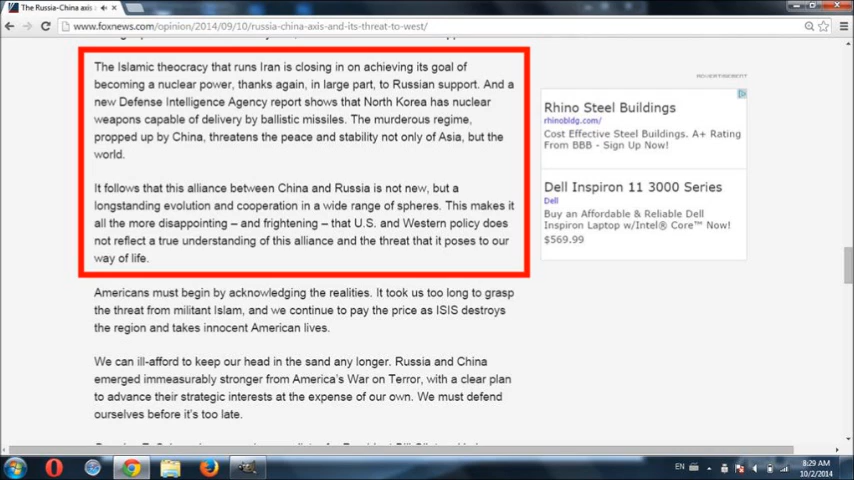 The Russia-China axis an
www.foxnews.com/opinion/2014/09/10/russia-china-axis-and-its-threat-to-west/
The Islamic theocracy that runs Iran is closing in on achieving its goal of
becoming a nuclear power, thanks again, in large part, to Russian support. And a
new Defense Intelligence Agency report shows that North Korea has nuclear
weapons capable of delivery by ballistic missiles. The murderous regime,
propped up by China, threatens the peace and stability not only of Asia, but the
world.
It follows that this alliance between China and Russia is not new, but a
longstanding evolution and cooperation in a wide range of spheres. This makes it
all the more disappointing – and frightening – that U.S. and Western policy does
not reflect a true understanding of this alliance and the threat that it poses to our
way of life.
Americans must begin by acknowledging the realities. It took us too long to grasp
the threat from militant Islam, and we continue to pay the price as ISIS destroys
the region and takes innocent American lives.
We can ill-afford to keep our head in the sand any longer. Russia and China
emerged immeasurably stronger from America's War on Terror, with a clear plan
to advance their strategic interests at the expense of our own. We must defend
ourselves before it's too late.
ADVERTISEMENT
Rhino Steel Buildings
rhinobldg.com/
Cost Effective Steel Buildings. A+ Rating
From BBB - Sign Up Now!
Dell Inspiron 11 3000 Series
Dell
Buy an Affordable & Reliable Dell
Inspiron Laptop w/Intel® Core™ Now!
$569.99
EN
8:29 AM
10/2/2014